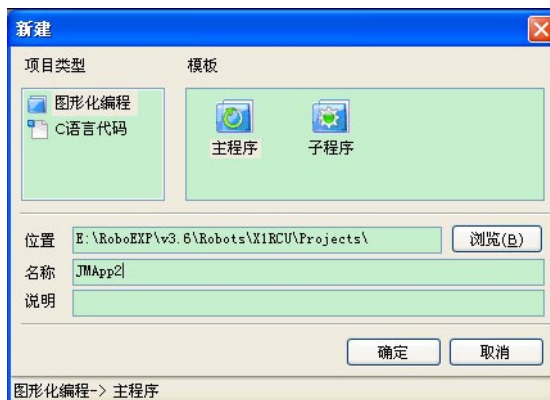 新建
项目类型
模板
图形化编程
C语言代码
主程序
子程序
位置 E:\RoboEXP\v3.6\Robots\X1RCU\Projects\ 浏览(B)
名称 JMApp2
说明
确定 取消
图形化编程-> 主程序